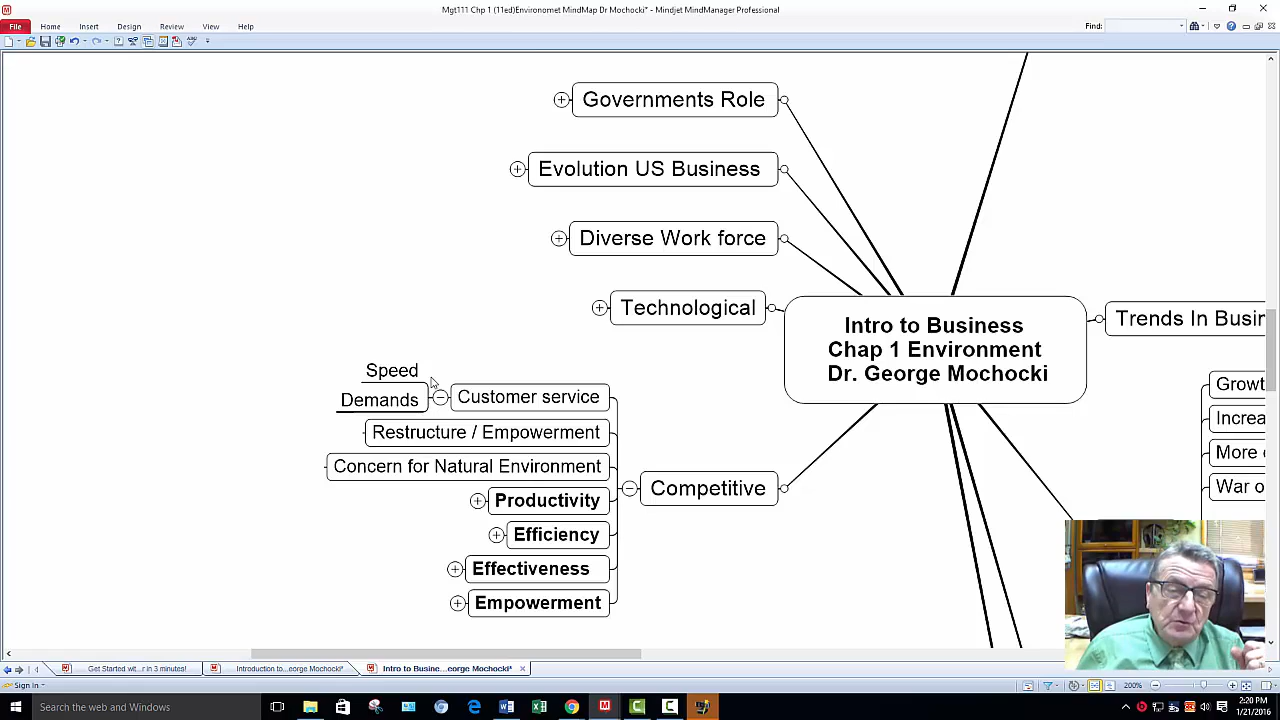 Mgt111 Chp 1 (11ed)Environomet MindMap Dr Mochocki* - Mindjet MindManager Professional
File Home Insert Design Review View Help
Find:
Governments Role
Evolution US Business
Diverse Work force
Technological
Intro to Business
Chap 1 Environment
Dr. George Mochocki
Trends In Busin
Speed
Demands
Customer service
Restructure / Empowerment
Concern for Natural Environment
Productivity
Efficiency
Effectiveness
Empowerment
Competitive
Growt
Increa
More
War o
Get Started wit...r in 3 minutes!
Introduction to...eorge Mochocki*
Intro to Busine...eorge Mochocki*
Sign In
200%
Search the web and Windows
2:20 PM
1/21/2016